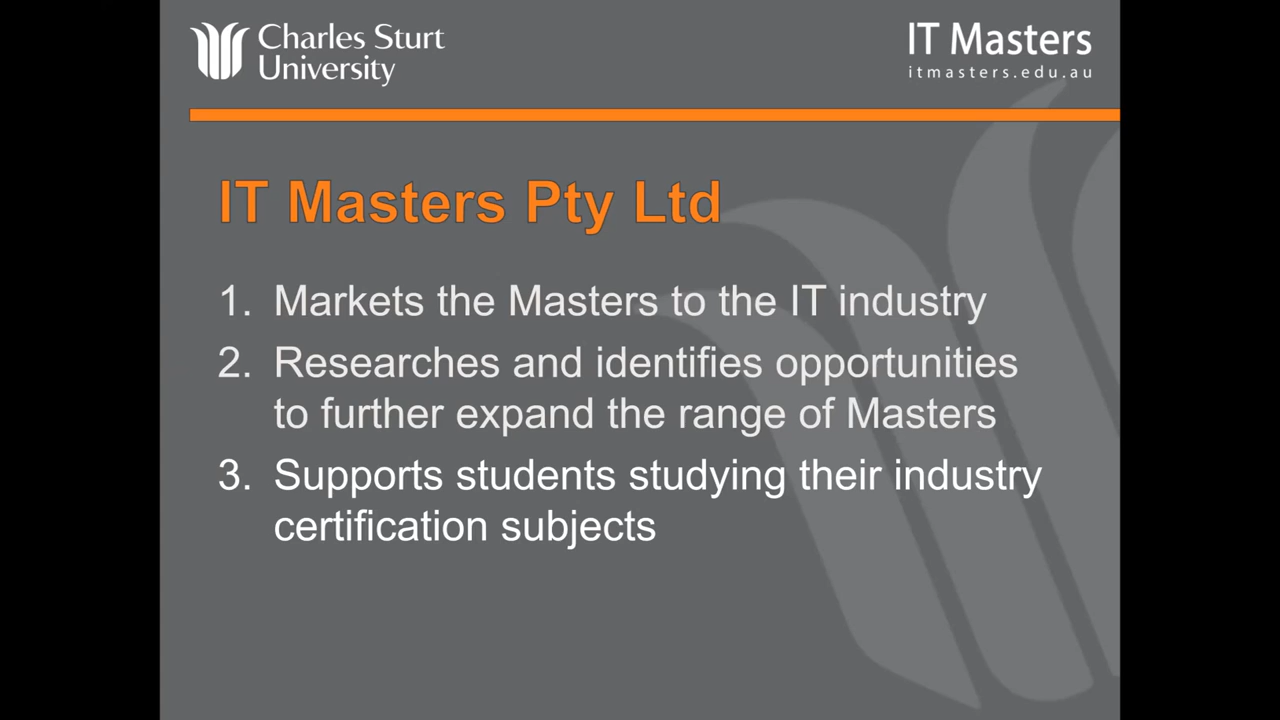 Charles Sturt
University
IT Masters
itmasters.edu.au
IT Masters Pty Ltd
1. Markets the Masters to the IT industry
2. Researches and identifies opportunities
to further expand the range of Masters
3. Supports students studying their industry
certification subjects